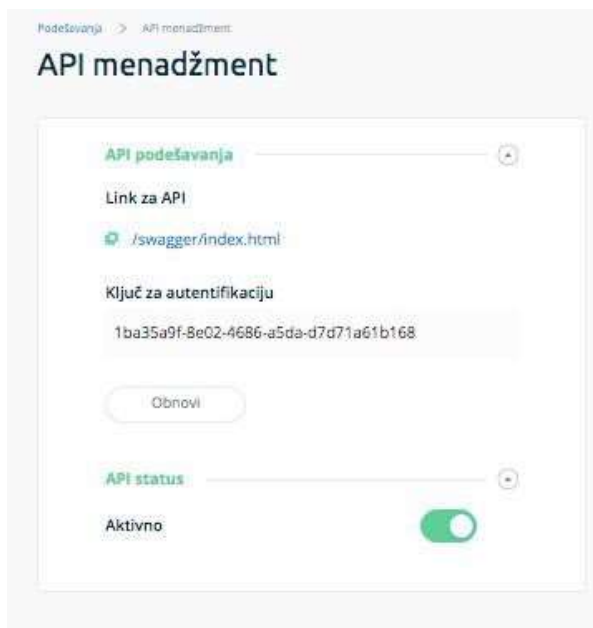 Podešavanja > API menadžment
API menadžment
API podešavanja
Link za API
/swagger/index.html
Ključ za autentifikaciju
1ba35a9f-8e02-4686-a5da-d7d71a61b168
Obnovi
API status
Aktivno